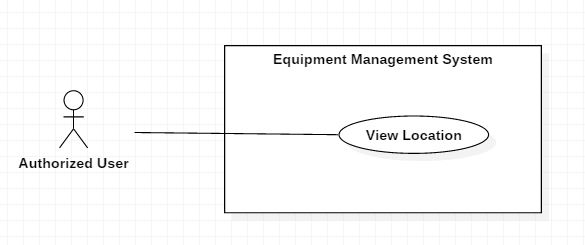 Equipment Management System
View Location
Authorized User